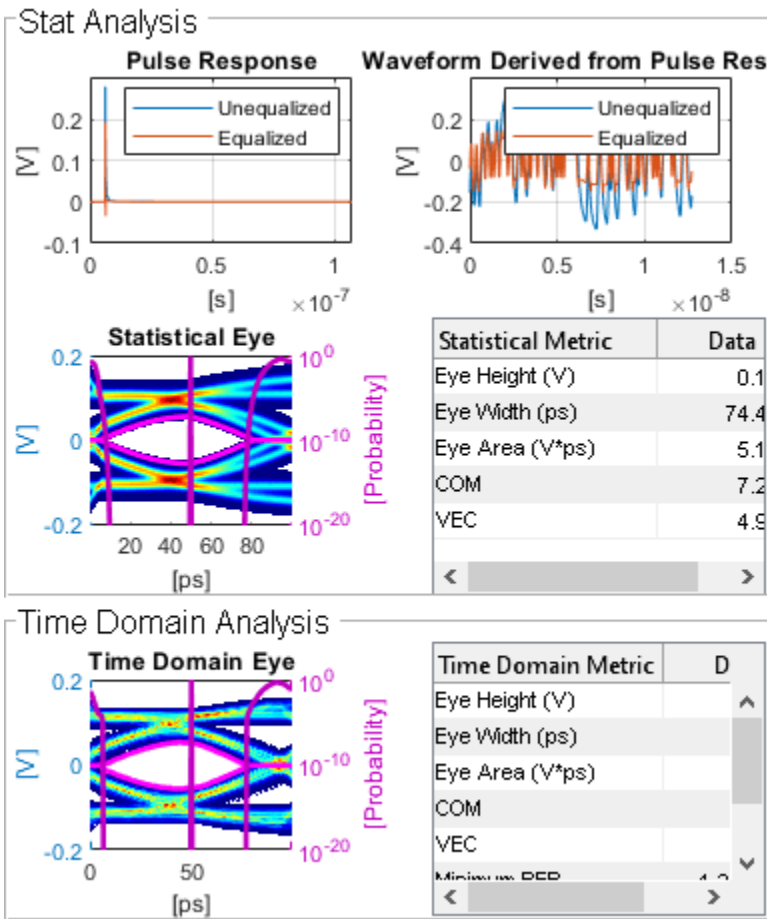 Stat Analysis
Pulse Response
Unequalized
Equalized
[V]
0.2
0.1
0
-0.1
0
0.5
1
[s]
×10⁻⁷
Waveform Derived from Pulse Res
Unequalized
Equalized
[V]
0.2
0
-0.2
-0.4
0
0.5
1
1.5
[s]
×10⁻⁸
Statistical Eye
[V]
0.2
0
-0.2
10⁰
10⁻¹⁰
10⁻²⁰
[Probability]
20 40 60 80
[ps]
Statistical Metric Data
Eye Height (V) 0.1
Eye Width (ps) 74.4
Eye Area (V*ps) 5.1
COM 7.2
VEC 4.9
Time Domain Analysis
Time Domain Eye
[V]
0.2
0
-0.2
10⁰
10⁻¹⁰
10⁻²⁰
[Probability]
0 50
[ps]
Time Domain Metric D
Eye Height (V)
Eye Width (ps)
Eye Area (V*ps)
COM
VEC
Minimum BER